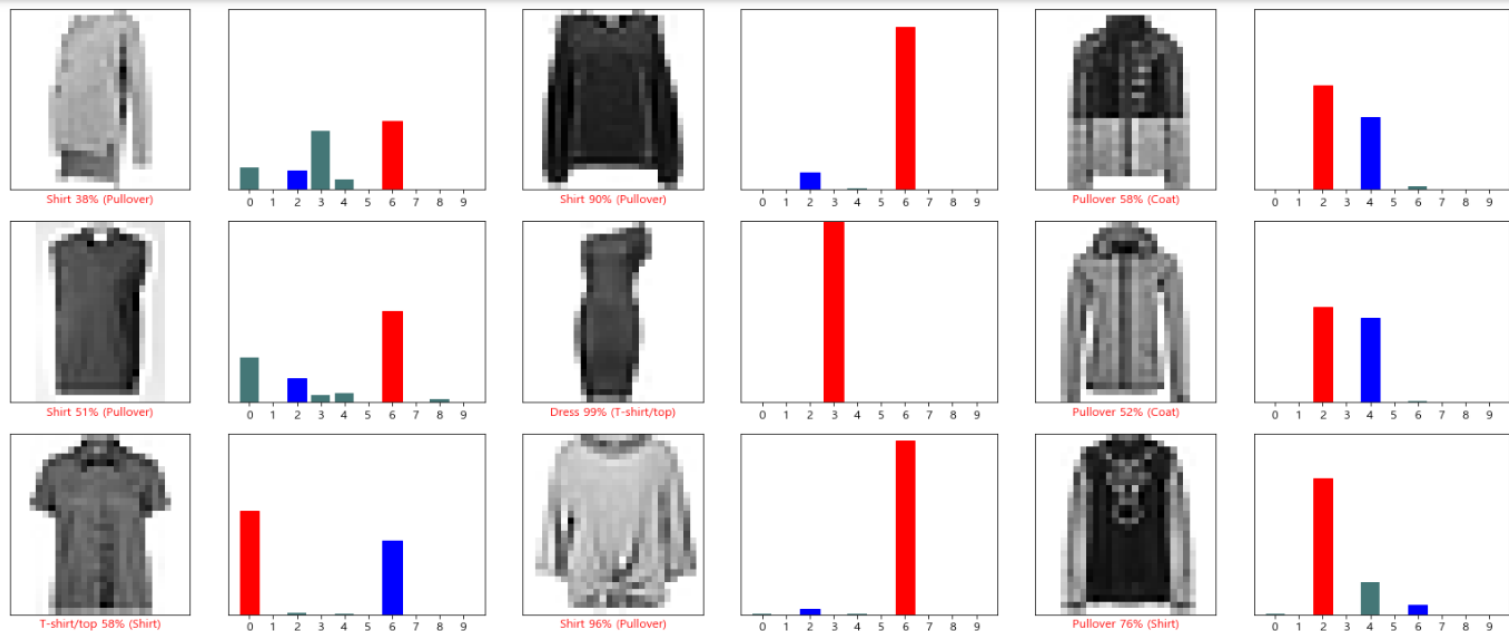 0 1 2 3 4 5 6 7 8 9
0 1 2 3 4 5 6 7 8 9
0 1 2 3 4 5 6 7 8 9
Shirt 38% (Pullover)
Shirt 90% (Pullover)
Pullover 58% (Coat)
0 1 2 3 4 5 6 7 8 9
0 1 2 3 4 5 6 7 8 9
0 1 2 3 4 5 6 7 8 9
Shirt 51% (Pullover)
Dress 99% (T-shirt/top)
Pullover 52% (Coat)
0 1 2 3 4 5 6 7 8 9
0 1 2 3 4 5 6 7 8 9
0 1 2 3 4 5 6 7 8 9
T-shirt/top 58% (Shirt)
Shirt 96% (Pullover)
Pullover 76% (Shirt)